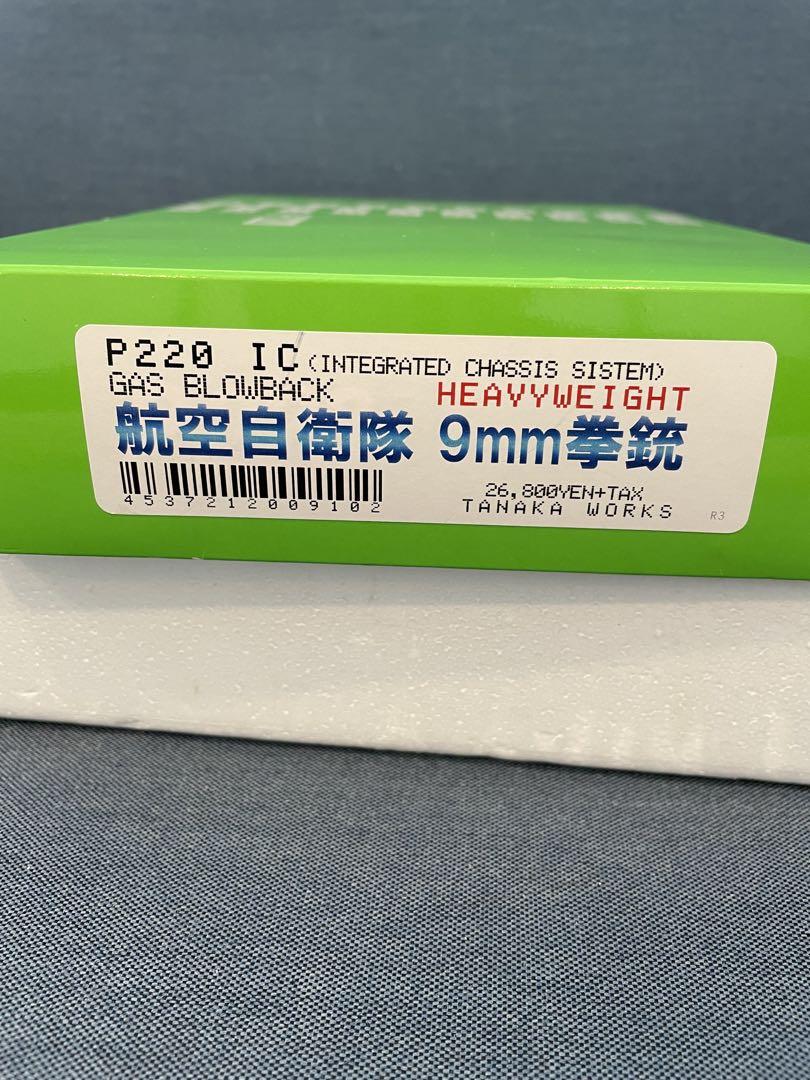 P220 IC (INTEGRATED CHASSIS SISTEM)
GAS BLOWBACK HEAVYWEIGHT
航空自衛隊 9mm拳銃
4537212009102
26,800YEN+TAX
TANAKA WORKS
R3